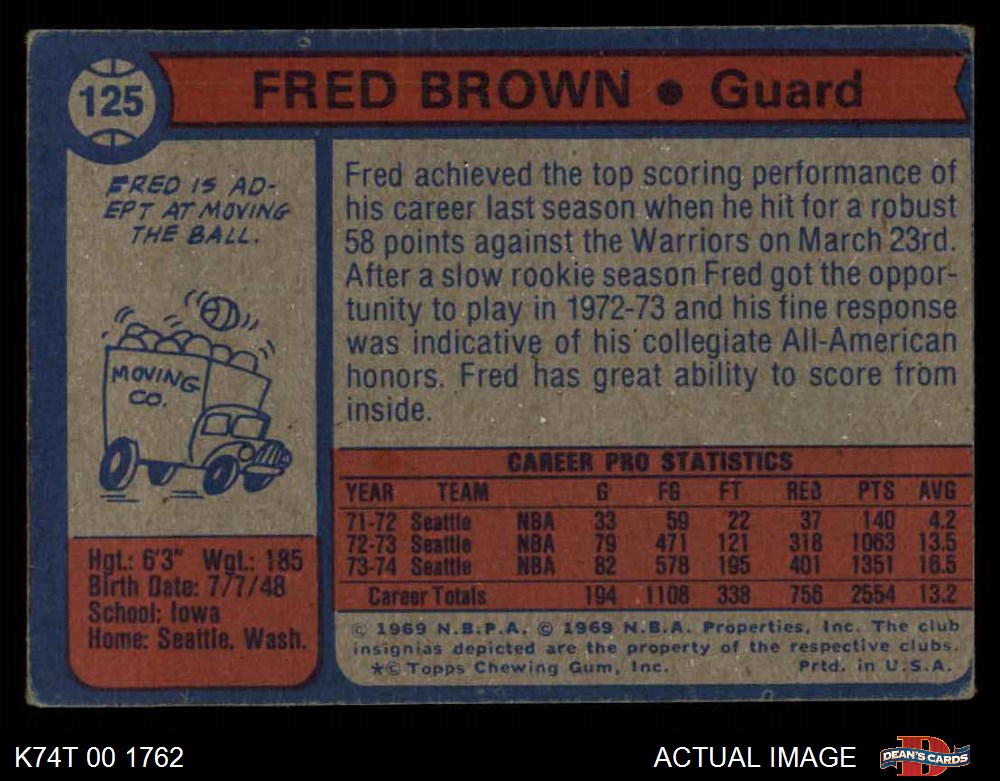 125
FRED BROWN • Guard
FRED IS AD-
EPT AT MOVING
THE BALL.
MOVING
CO.
Hgt.: 6'3" Wgt.: 185
Birth Date: 7/7/48
School: Iowa
Home: Seattle, Wash.
Fred achieved the top scoring performance of
his career last season when he hit for a robust
58 points against the Warriors on March 23rd.
After a slow rookie season Fred got the oppor-
tunity to play in 1972-73 and his fine response
was indicative of his collegiate All-American
honors. Fred has great ability to score from
inside.
CAREER PRO STATISTICS
YEAR TEAM G FG FT REB PTS AVG
71-72 Seattle NBA 33 59 22 37 140 4.2
72-73 Seattle NBA 79 471 121 318 1063 13.5
73-74 Seattle NBA 82 578 195 401 1351 16.5
Career Totals 194 1108 338 756 2554 13.2
© 1969 N.B.P.A. © 1969 N.B.A. Properties, Inc. The club
insignias depicted are the property of the respective clubs.
*© Topps Chewing Gum, Inc. Prtd. in U.S.A.
K74T 00 1762
ACTUAL IMAGE
D
DEAN'S CARDS